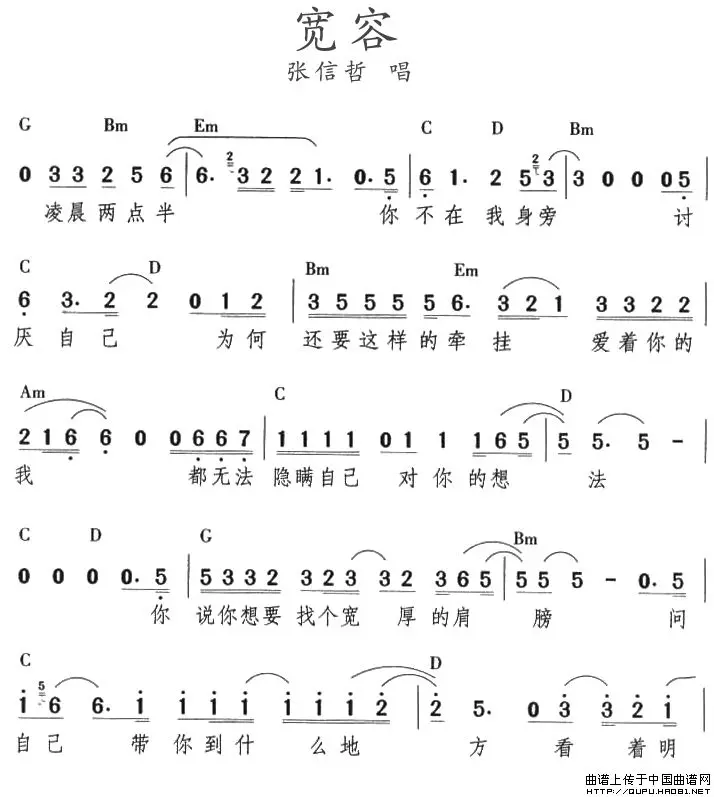 宽容
张信哲 唱
G Bm Em C D Bm
0 3 3 2 5 6 6. 2 3 2 2 1. 0. 5 6 1. 2 5 2 3 3 0 0 0 5
凌晨两点半 你不在我身旁 讨
C D Bm Em
6 3. 2 2 0 1 2 3 5 5 5 5 5 6. 3 2 1 3 3 2 2
厌自己 为何还要这样的牵挂 爱着你的
Am C D
2 1 6 6 0 0 6 6 7 1 1 1 1 0 1 1 1 6 5 5 5. 5 -
我 都无法隐瞒自己 对你的想 法
C D G Bm
0 0 0 0. 5 5 3 3 2 3 2 3 3 2 3 6 5 5 5 5 - 0. 5
你 说你想要找个宽 厚的肩 膀 问
C D
1 5 6 6. 1 1 1 1 1 1 1 2 2 5. 0 3 3 2 1
自己 带你到什 么地 方 看 着明
曲谱上传于中国曲谱网
HTTP://QUPU.HAO81.NET